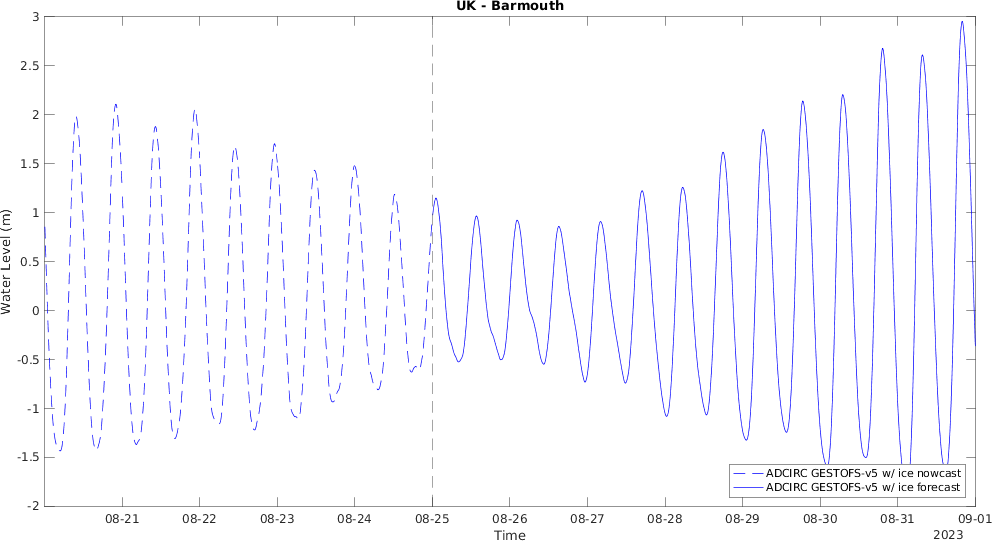 UK - Barmouth
3
2.5
2
1.5
1
0.5
0
-0.5
-1
-1.5
-2
Water Level (m)
ADCIRC GESTOFS-v5 w/ ice nowcast
ADCIRC GESTOFS-v5 w/ ice forecast
08-21 08-22 08-23 08-24 08-25 08-26 08-27 08-28 08-29 08-30 08-31 09-01
Time
2023